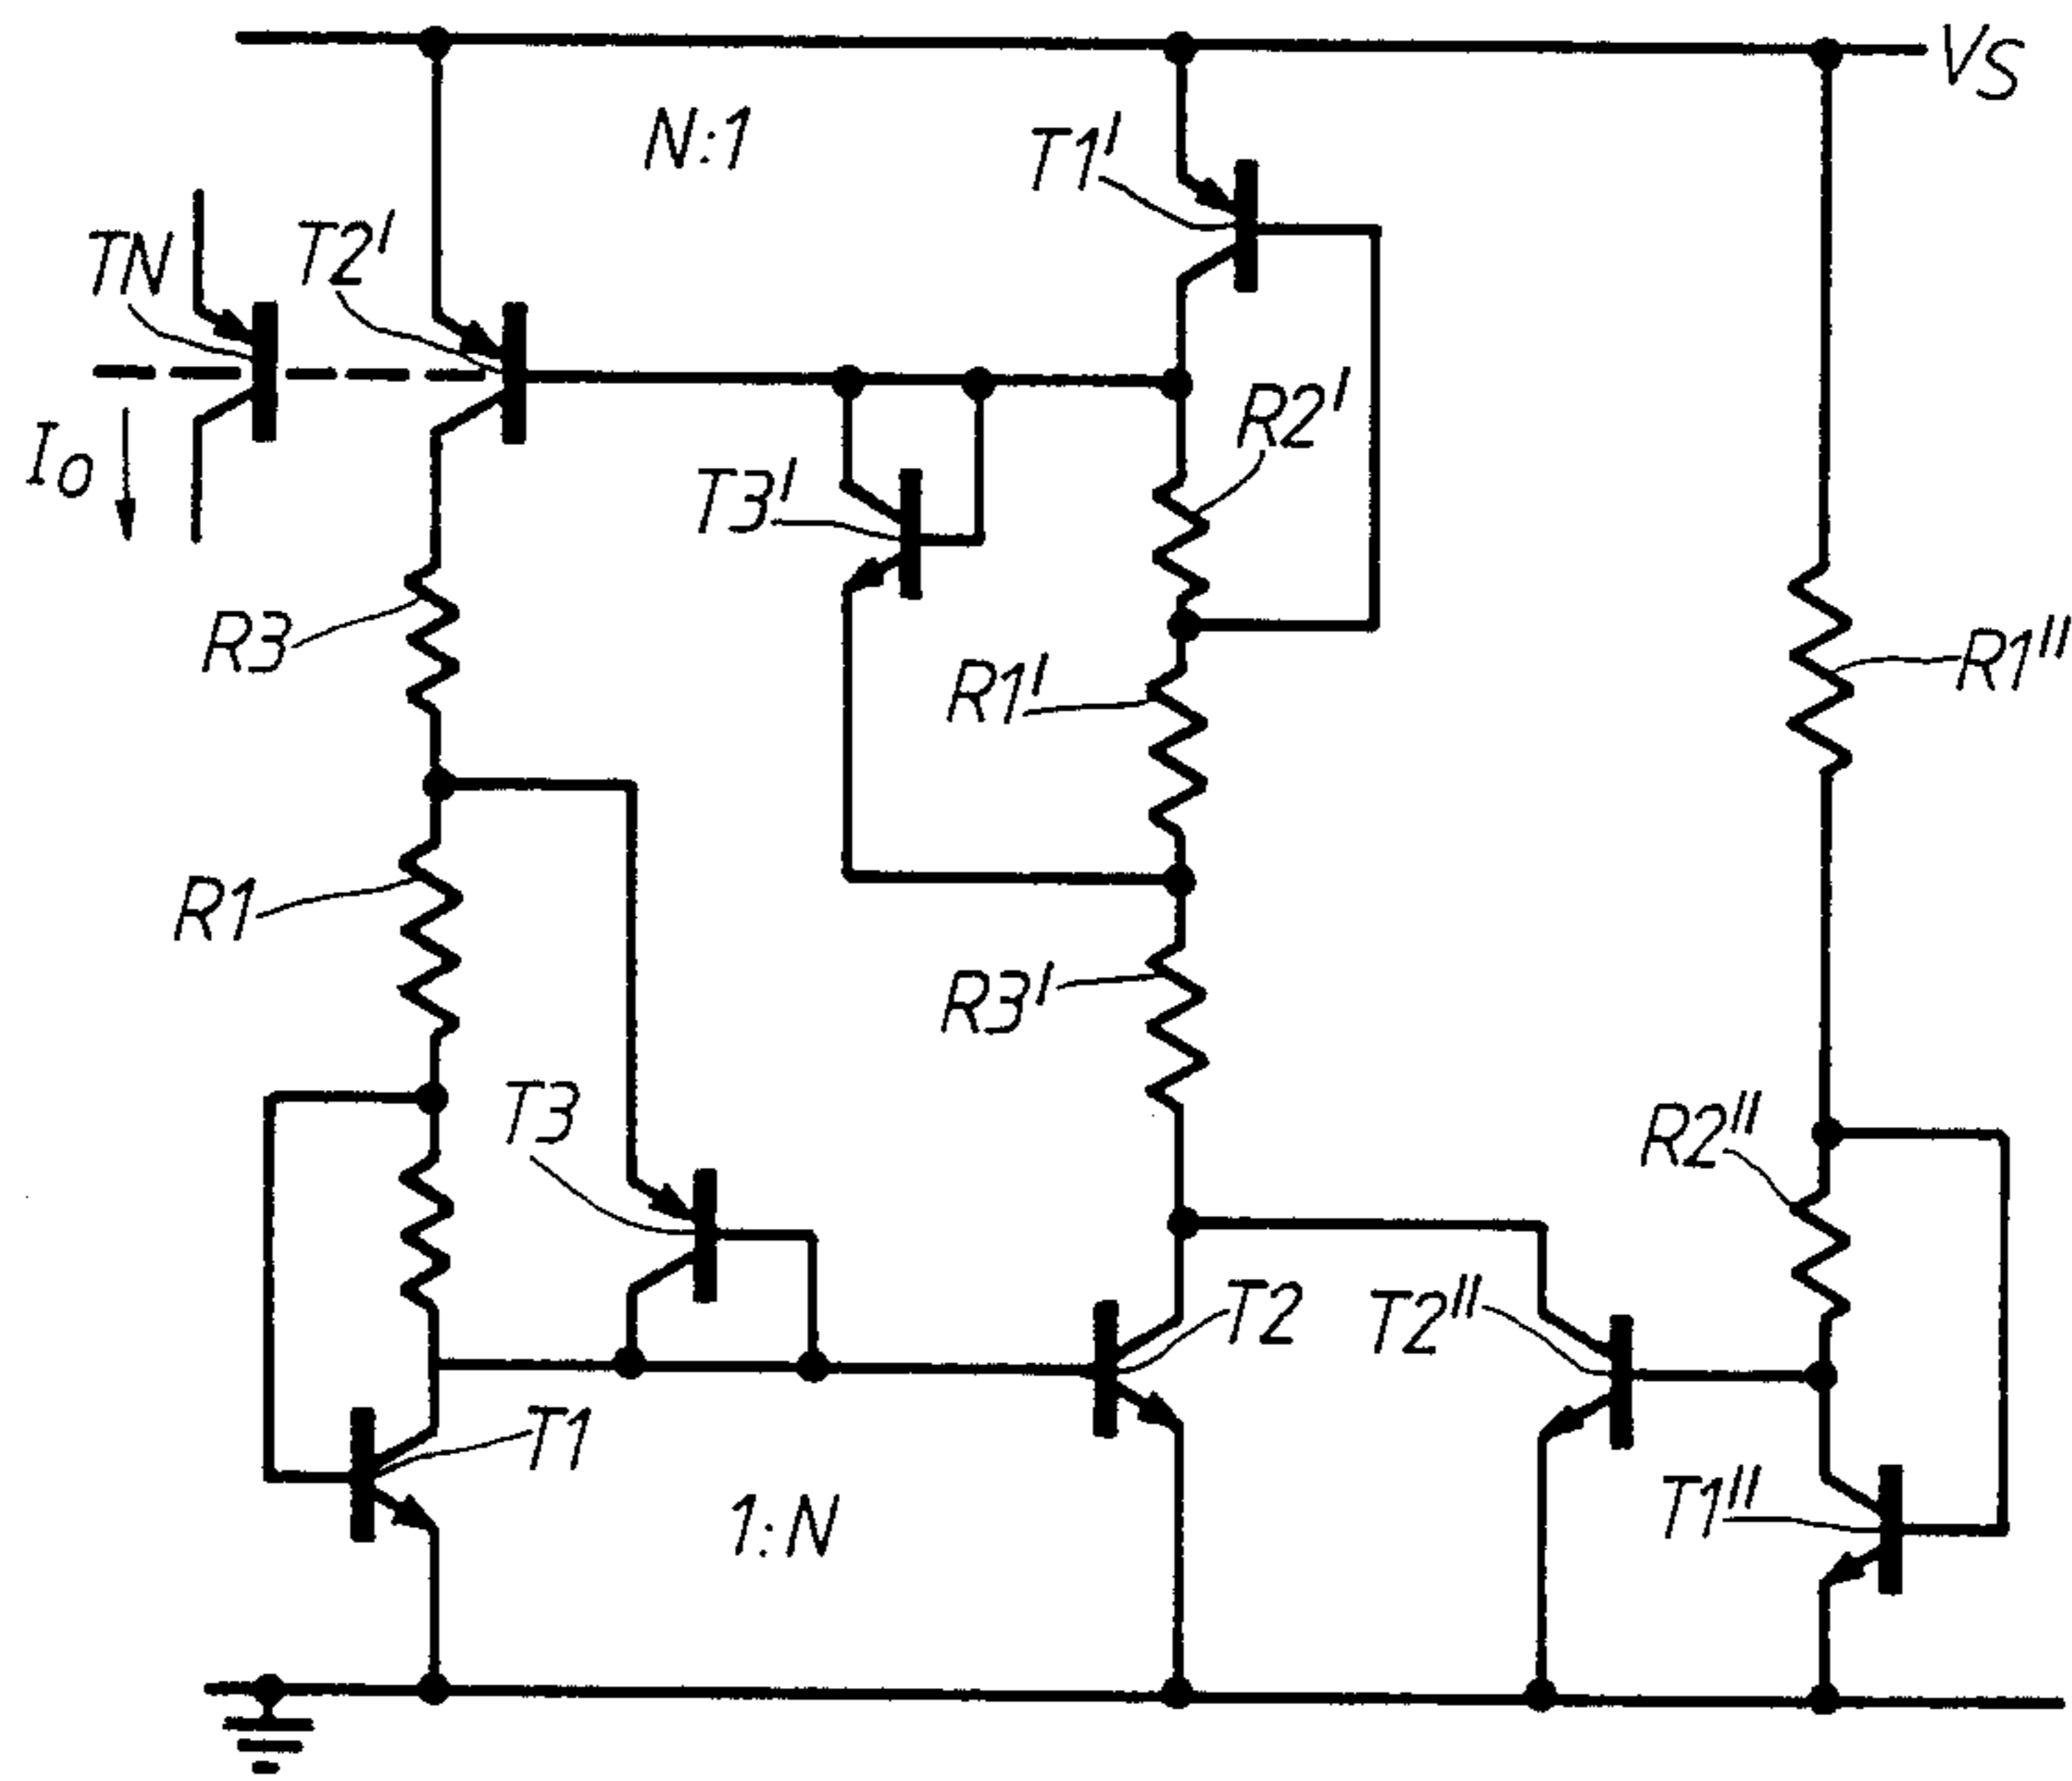 VS
N:1
T1'
TN
T2'
R2'
IO
T3'
R3
R1''
R1'
R1
R3'
T3
R2''
T2
T2''
T1
T1''
1:N